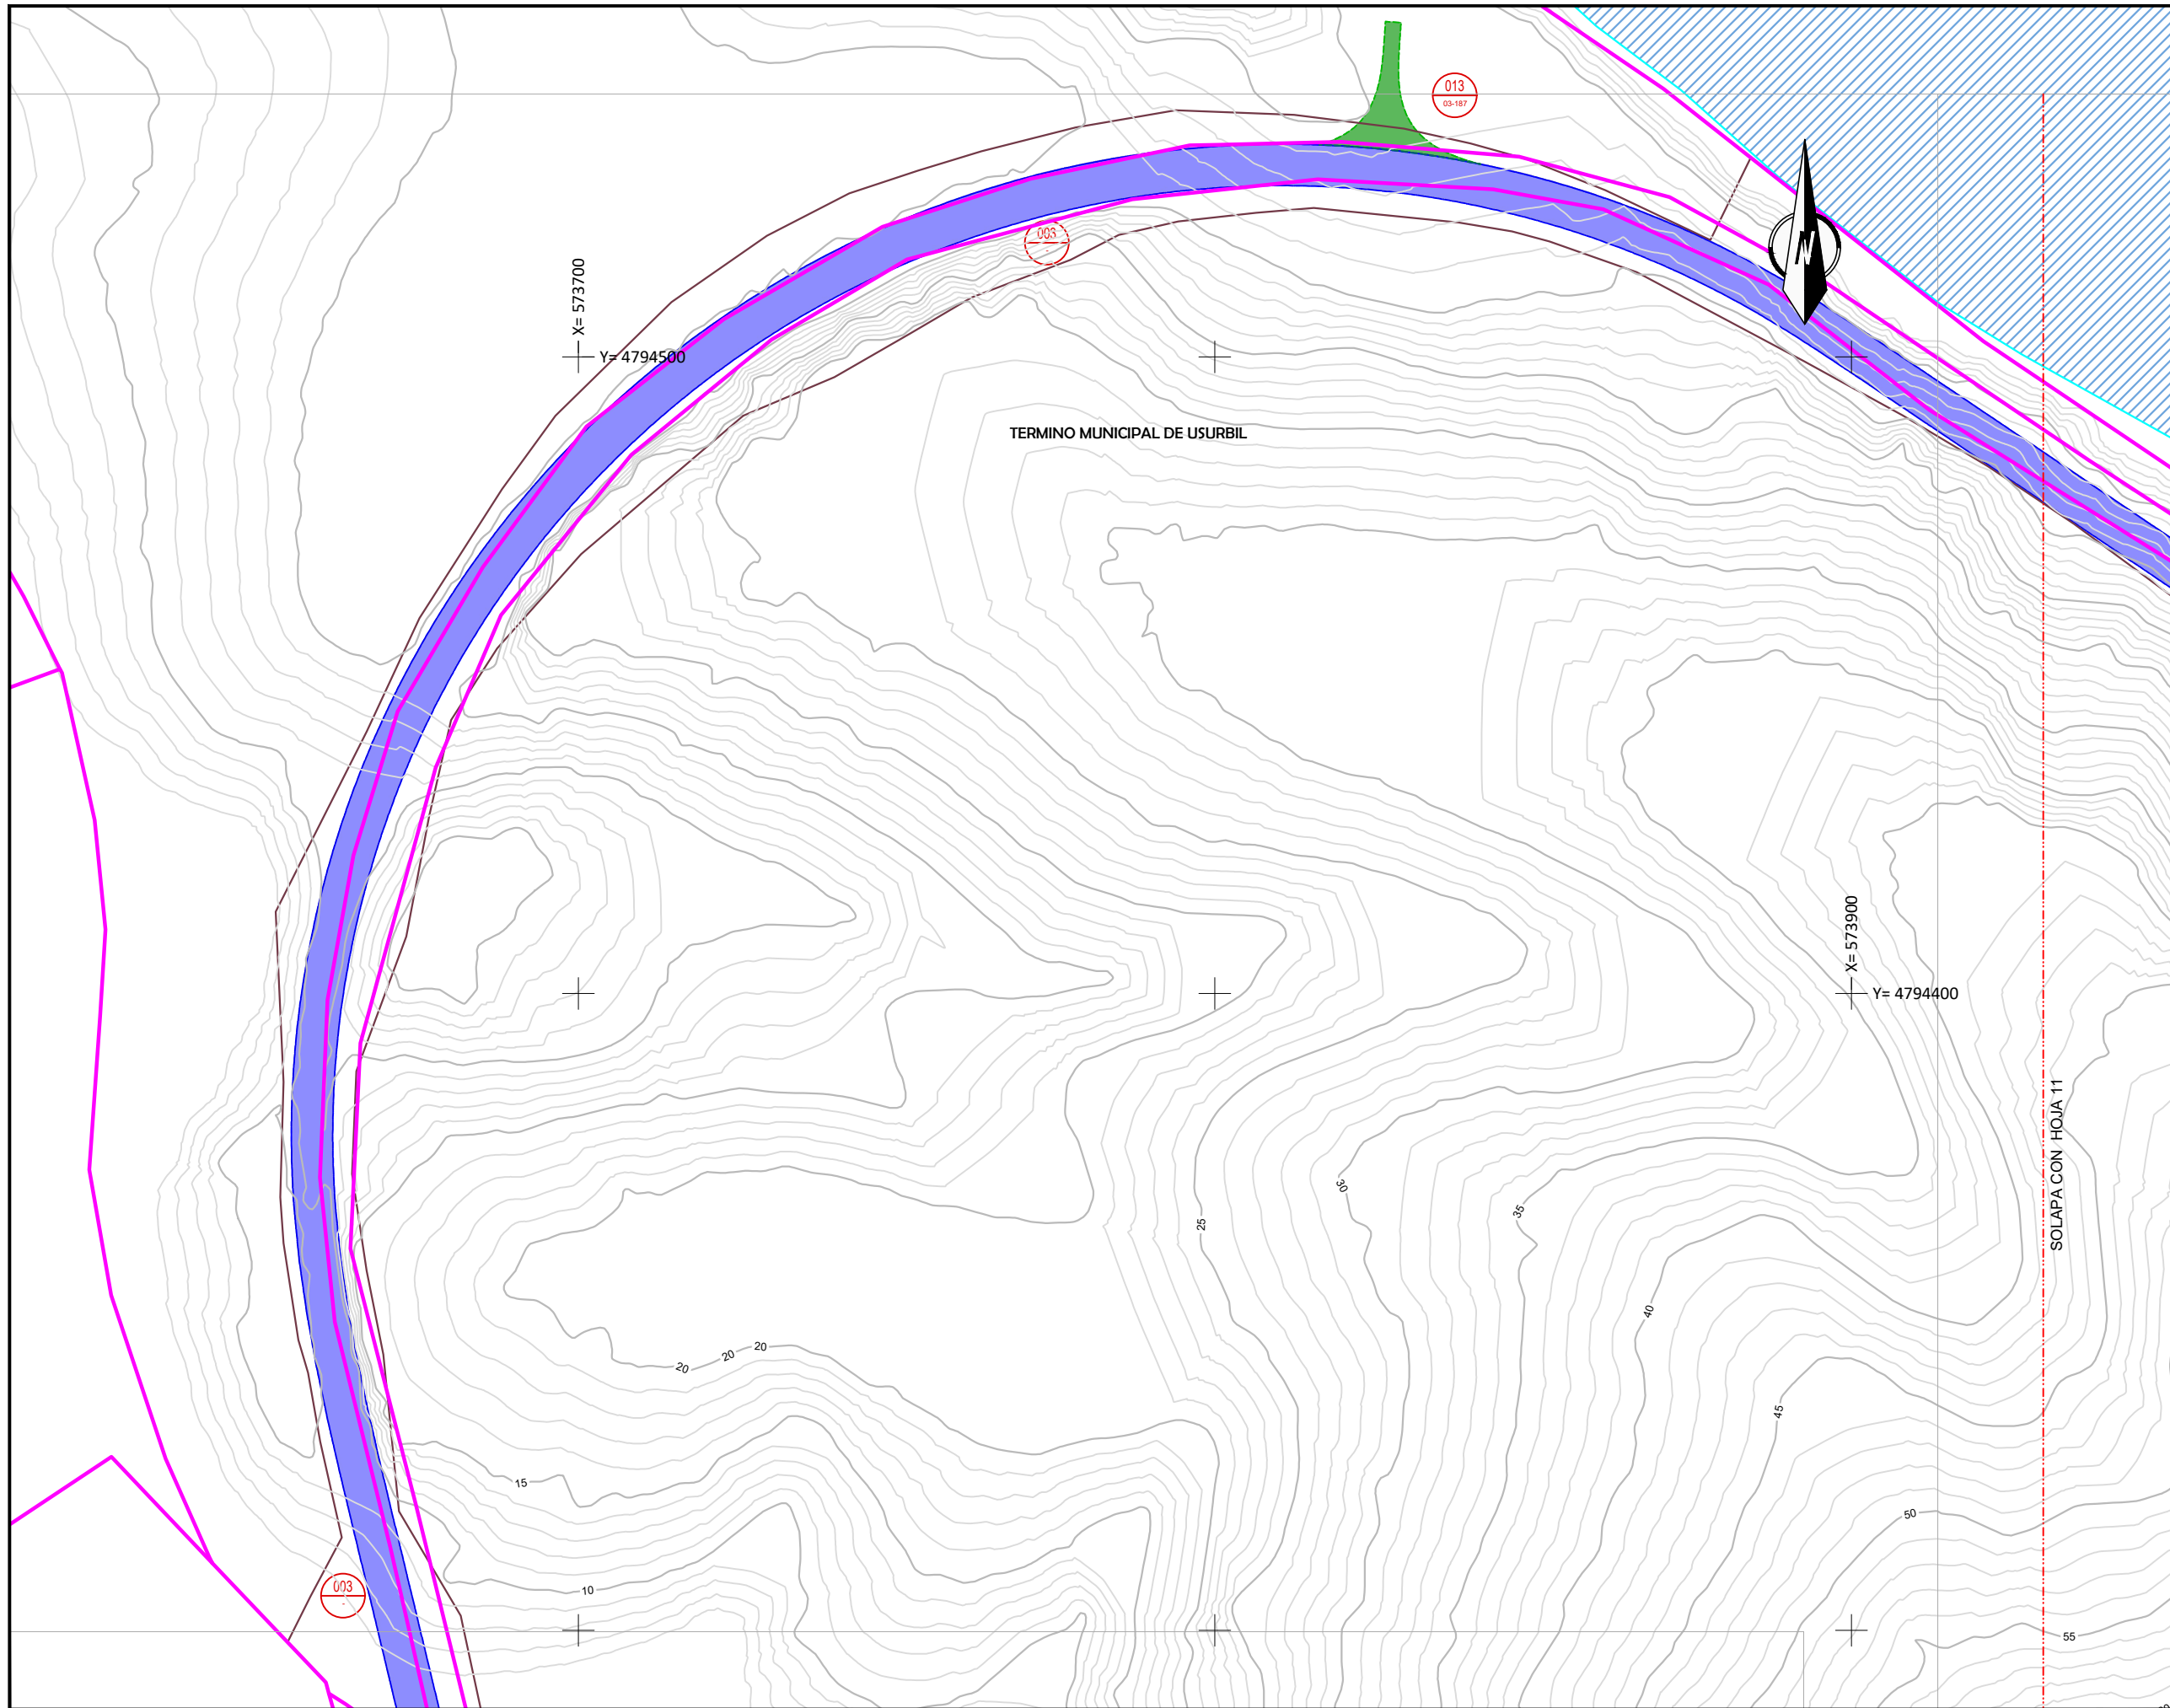 013
03-187
003
-
N
X= 573700
Y= 4794500
TERMINO MUNICIPAL DE USURBIL
X= 573900
Y= 4794400
SOLAPA CON HOJA 11
30
35
25
40
20
20
20
45
15
50
10
003
-
55